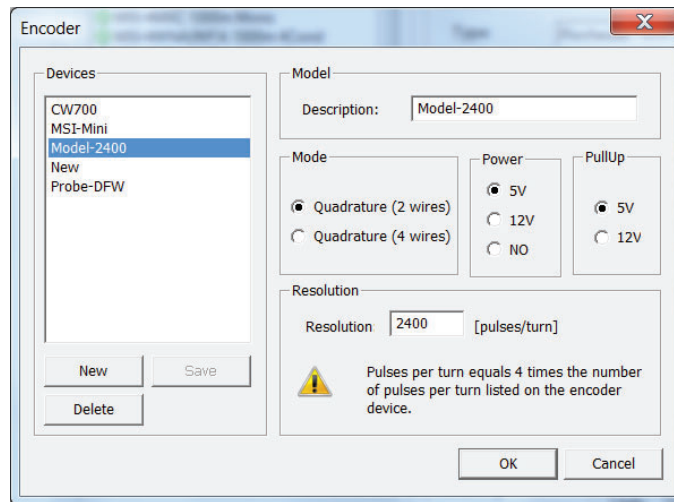 Encoder
Devices
CW700
MSI-Mini
Model-2400
New
Probe-DFW
New
Save
Delete
Model
Description:
Model-2400
Mode
Quadrature (2 wires)
Quadrature (4 wires)
Power
5V
12V
NO
PullUp
5V
12V
Resolution
Resolution 2400 [pulses/turn]
Pulses per turn equals 4 times the number
of pulses per turn listed on the encoder
device.
OK
Cancel